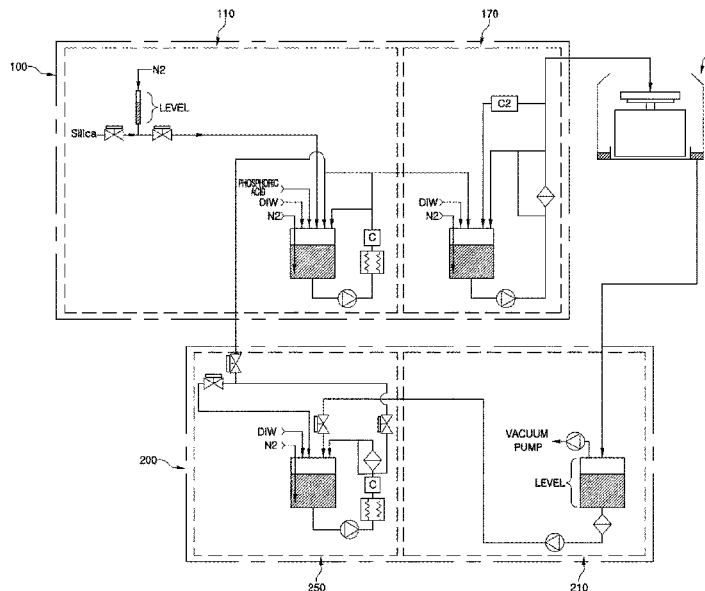 110
170
100
N2
LEVEL
Silica
C2
PHOSPHORIC
ACID
DIW
N2
C
DIW
N2
200
DIW
N2
C
VACUUM
PUMP
LEVEL
250
210